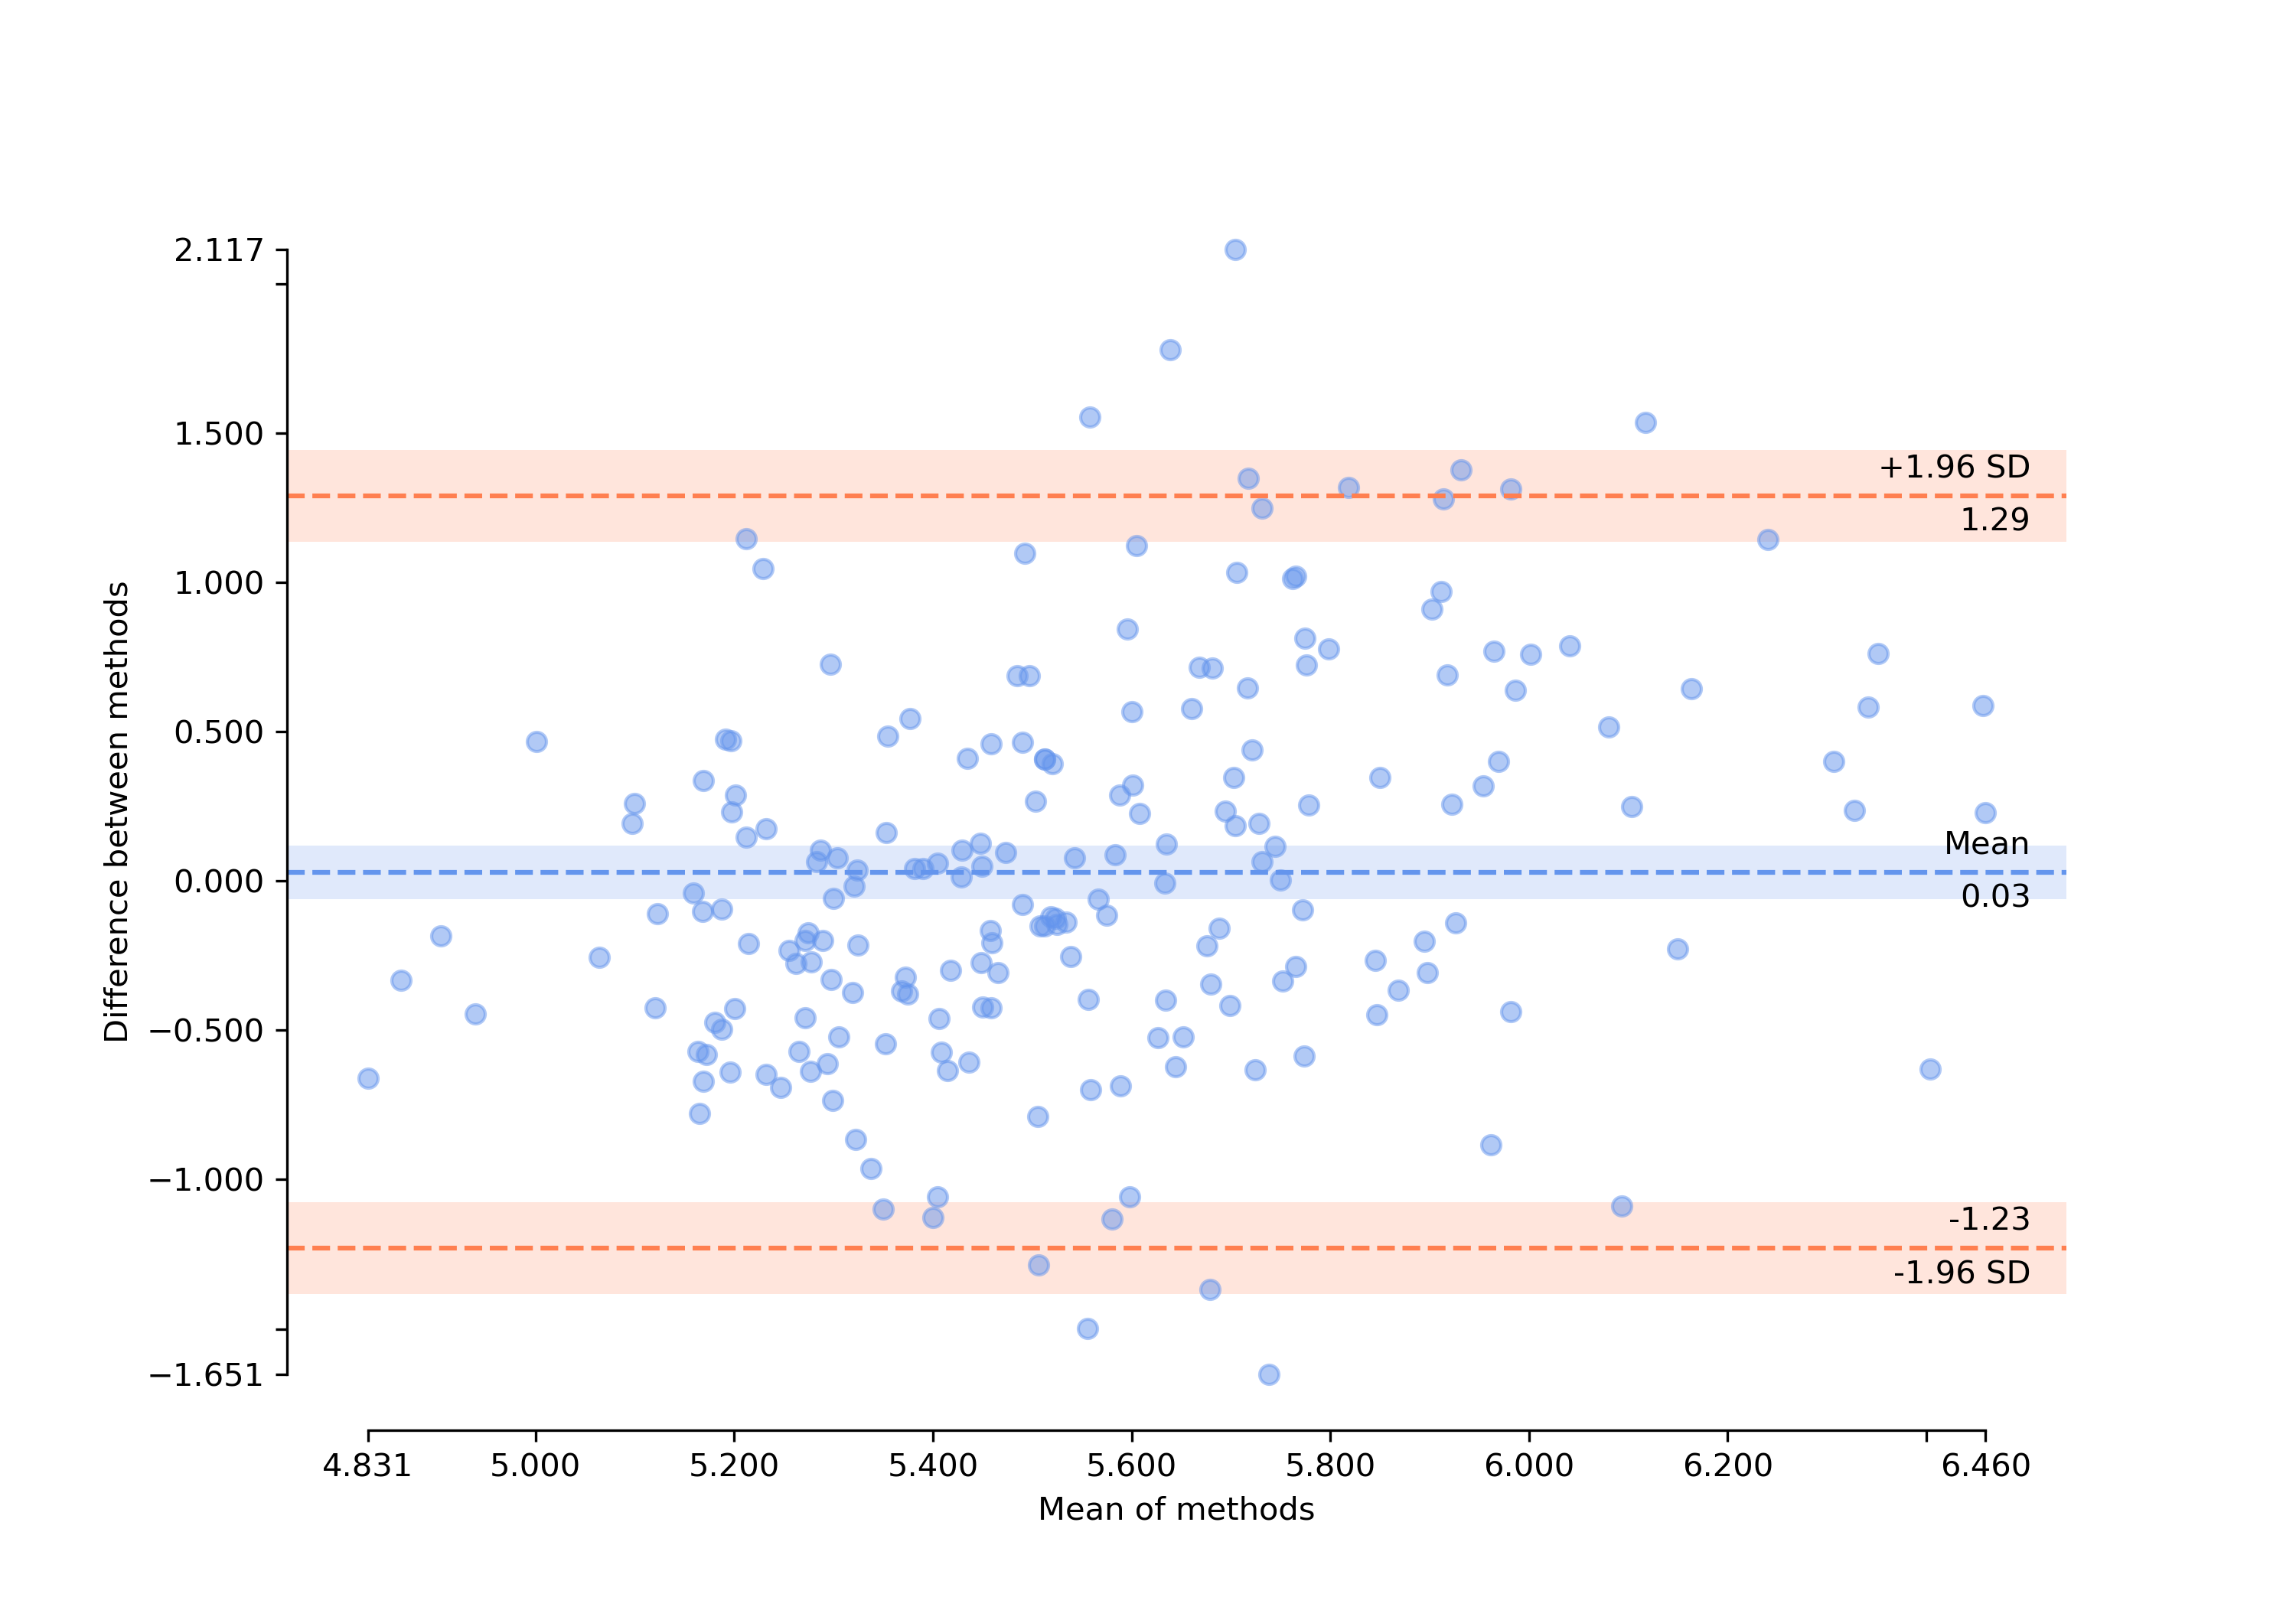 2.117
1.500
1.000
0.500
0.000
−0.500
−1.000
−1.651
Difference between methods
+1.96 SD
1.29
Mean
0.03
-1.23
-1.96 SD
4.831 5.000 5.200 5.400 5.600 5.800 6.000 6.200 6.460
Mean of methods